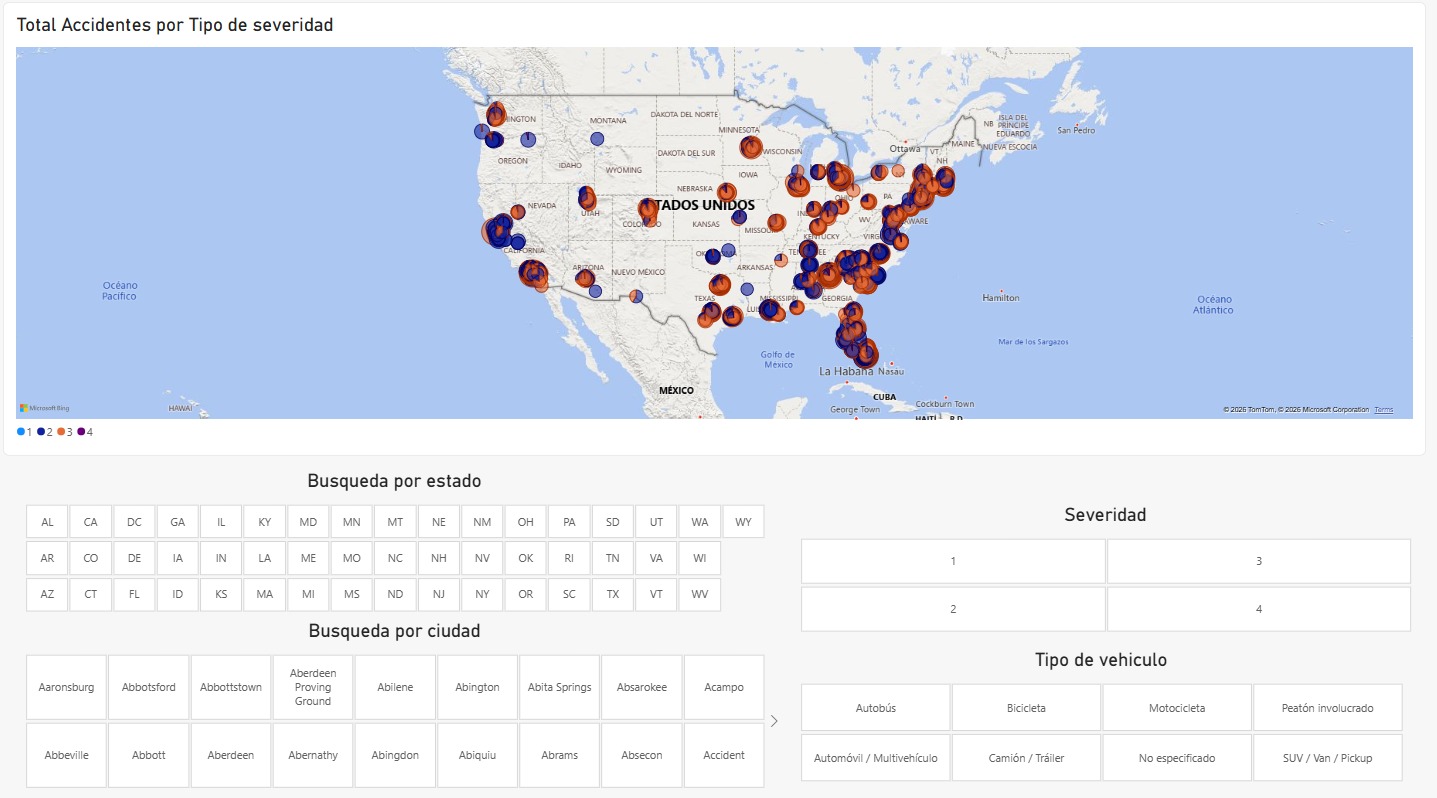 Total Accidentes por Tipo de severidad
MONTANA
DAKOTA DEL NORTE
MINNESOTA
NB
ISLA DEL
PRÍNCIPE
EDUARDO
San Pedro
OREGÓN
IDAHO
WYOMING
DAKOTA DEL SUR
WISCONSIN
Ottawa
VT
NH
MAINE
NUEVA ESCOCIA
NEVADA
UTAH
NEBRASKA
IOWA
PA
TADOS UNIDOS
KANSAS
KENTUCKY
WV
CALIFORNIA
ARIZONA
NUEVO MÉXICO
ARKANSAS
TEXAS
MISSISSIPPI
GEORGIA
Océano
Pacífico
Hamilton
Océano
Atlántico
Golfo de
México
Mar de los Sargazos
La Habana
Nasáu
MÉXICO
CUBA
HAWÁI
George Town
Cockburn Town
HAITÍ
R.D.
Microsoft Bing
© 2026 TomTom, © 2026 Microsoft Corporation Terms
1 2 3 4
Busqueda por estado
AL CA DC GA IL KY MD MN MT NE NM OH PA SD UT WA WY
AR CO DE IA IN LA ME MO NC NH NV OK RI TN VA WI
AZ CT FL ID KS MA MI MS ND NJ NY OR SC TX VT WV
Busqueda por ciudad
Aaronsburg Abbotsford Abbottstown Aberdeen Proving Ground Abilene Abington Abita Springs Absarokee Acampo
Abbeville Abbott Aberdeen Abernathy Abingdon Abiquiu Abrams Absecon Accident
Severidad
1 3
2 4
Tipo de vehiculo
Autobús Bicicleta Motocicleta Peatón involucrado
Automóvil / Multivehículo Camión / Tráiler No especificado SUV / Van / Pickup